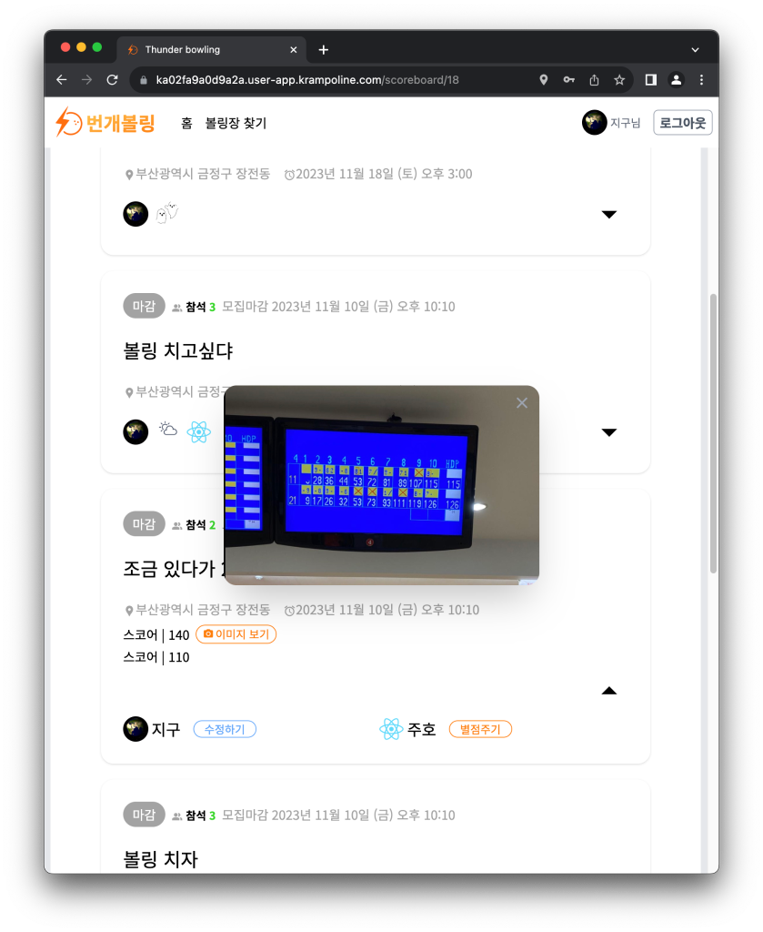 Thunder bowling
ka02fa9a0d9a2a.user-app.krampoline.com/scoreboard/18
번개볼링 홈 볼링장 찾기 지구님 로그아웃
부산광역시 금정구 장전동 2023년 11월 18일 (토) 오후 3:00
마감 참석 3 모집마감 2023년 11월 10일 (금) 오후 10:10
볼링 치고싶댜
부산광역시 금정구
HDP
4 1 2 3 4 5 6 7 8 9 10 HDP
11 28 36 44 53 72 81 89 107 115 115
21 9 17 26 32 53 73 93 111 119 126 126
마감 참석 2
조금 있다가
부산광역시 금정구 장전동 2023년 11월 10일 (금) 오후 10:10
스코어 | 140 이미지 보기
스코어 | 110
지구 수정하기 주호 별점주기
마감 참석 3 모집마감 2023년 11월 10일 (금) 오후 10:10
볼링 치자